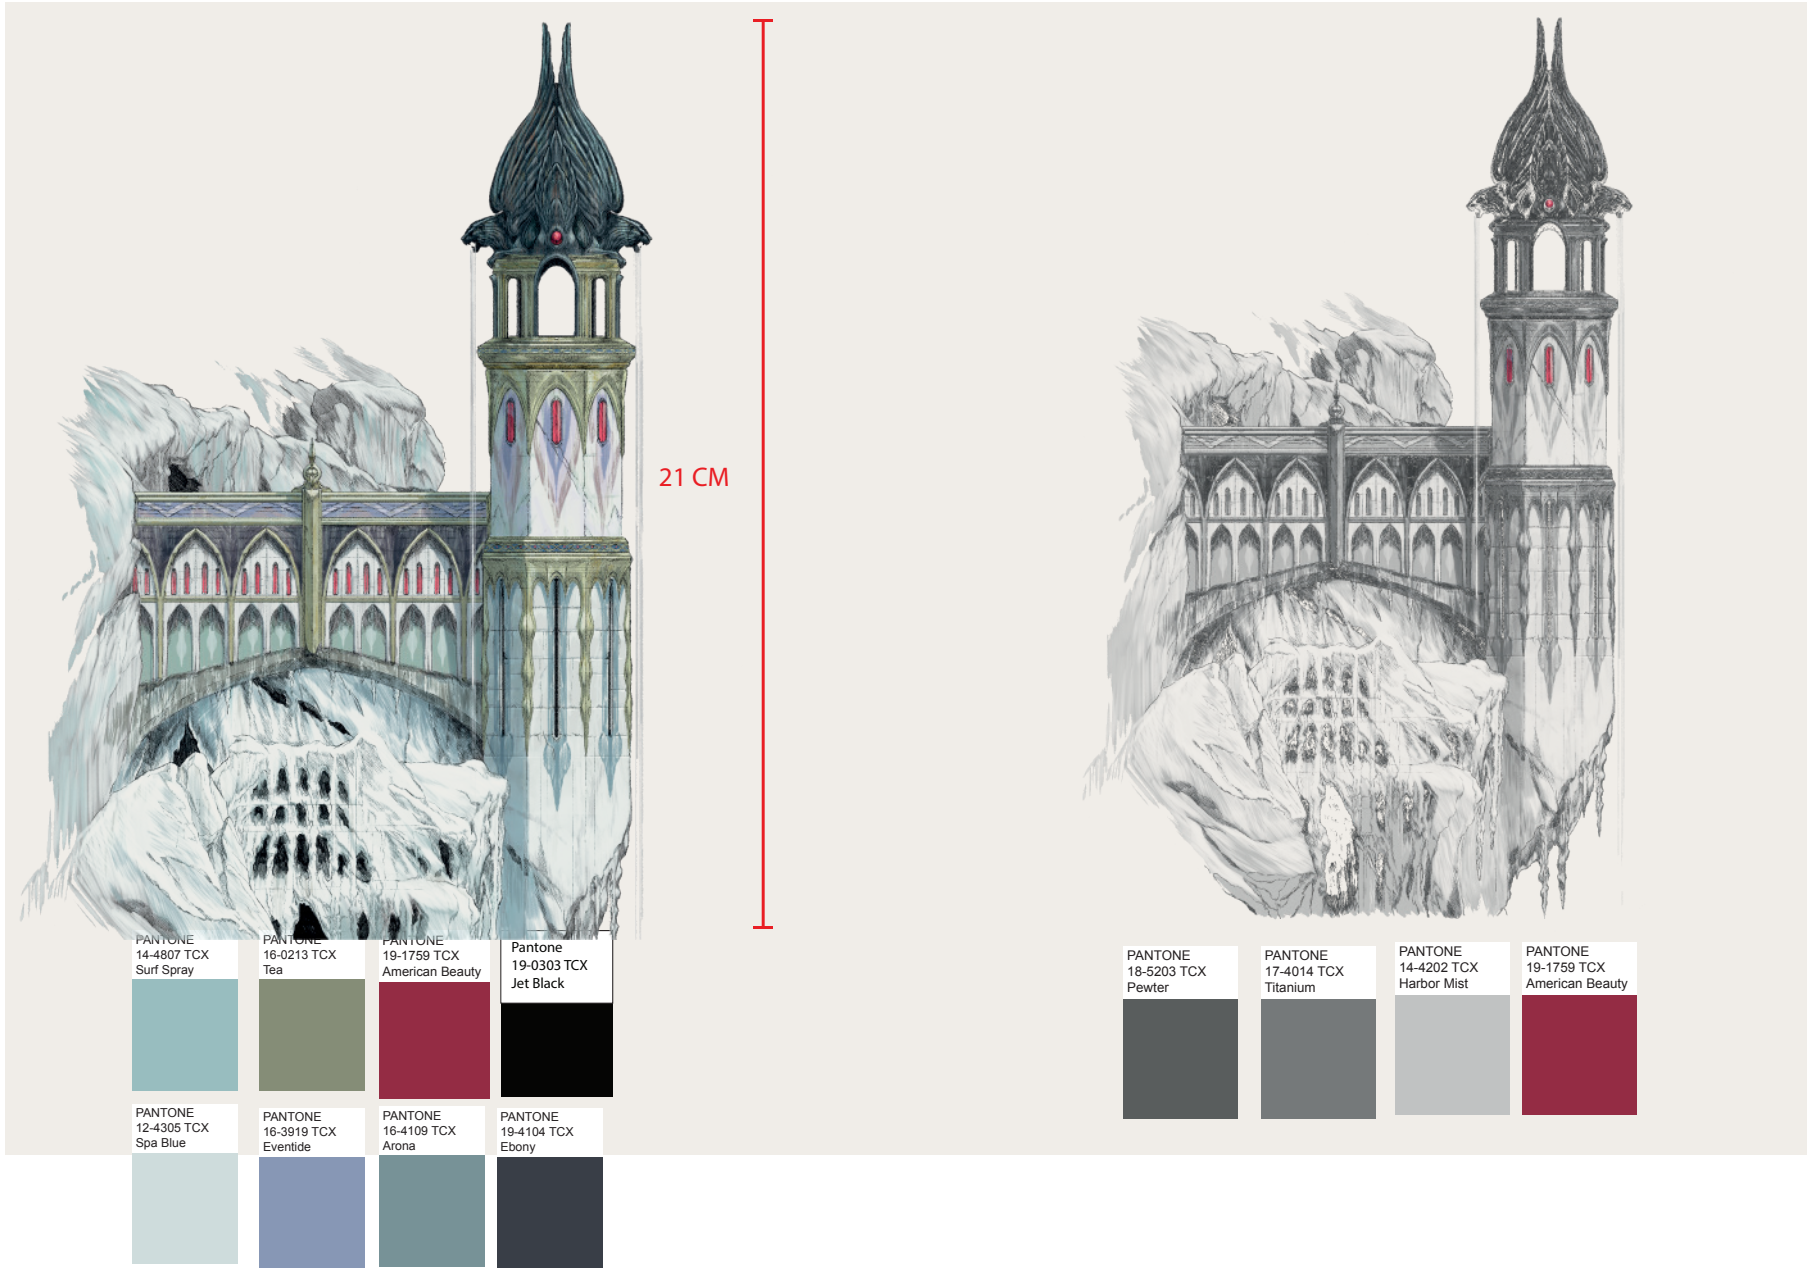 21 CM
PANTONE
14-4807 TCX
Surf Spray
PANTONE
16-0213 TCX
Tea
PANTONE
19-1759 TCX
American Beauty
Pantone
19-0303 TCX
Jet Black
PANTONE
12-4305 TCX
Spa Blue
PANTONE
16-3919 TCX
Eventide
PANTONE
16-4109 TCX
Arona
PANTONE
19-4104 TCX
Ebony
PANTONE
18-5203 TCX
Pewter
PANTONE
17-4014 TCX
Titanium
PANTONE
14-4202 TCX
Harbor Mist
PANTONE
19-1759 TCX
American Beauty